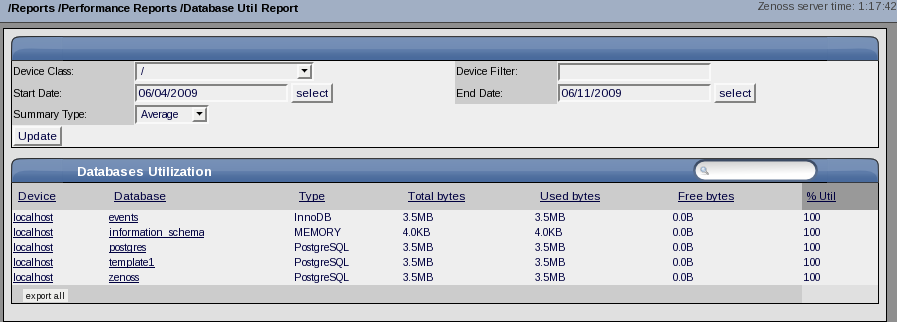 /Reports /Performance Reports /Database Util Report
Zenoss server time: 1:17:42
Device Class: / Device Filter:
Start Date: 06/04/2009 select End Date: 06/11/2009 select
Summary Type: Average
Update
Databases Utilization
Device Database Type Total bytes Used bytes Free bytes % Util
localhost events InnoDB 3.5MB 3.5MB 0.0B 100
localhost information_schema MEMORY 4.0KB 4.0KB 0.0B 100
localhost postgres PostgreSQL 3.5MB 3.5MB 0.0B 100
localhost template1 PostgreSQL 3.5MB 3.5MB 0.0B 100
localhost zenoss PostgreSQL 3.5MB 3.5MB 0.0B 100
export all